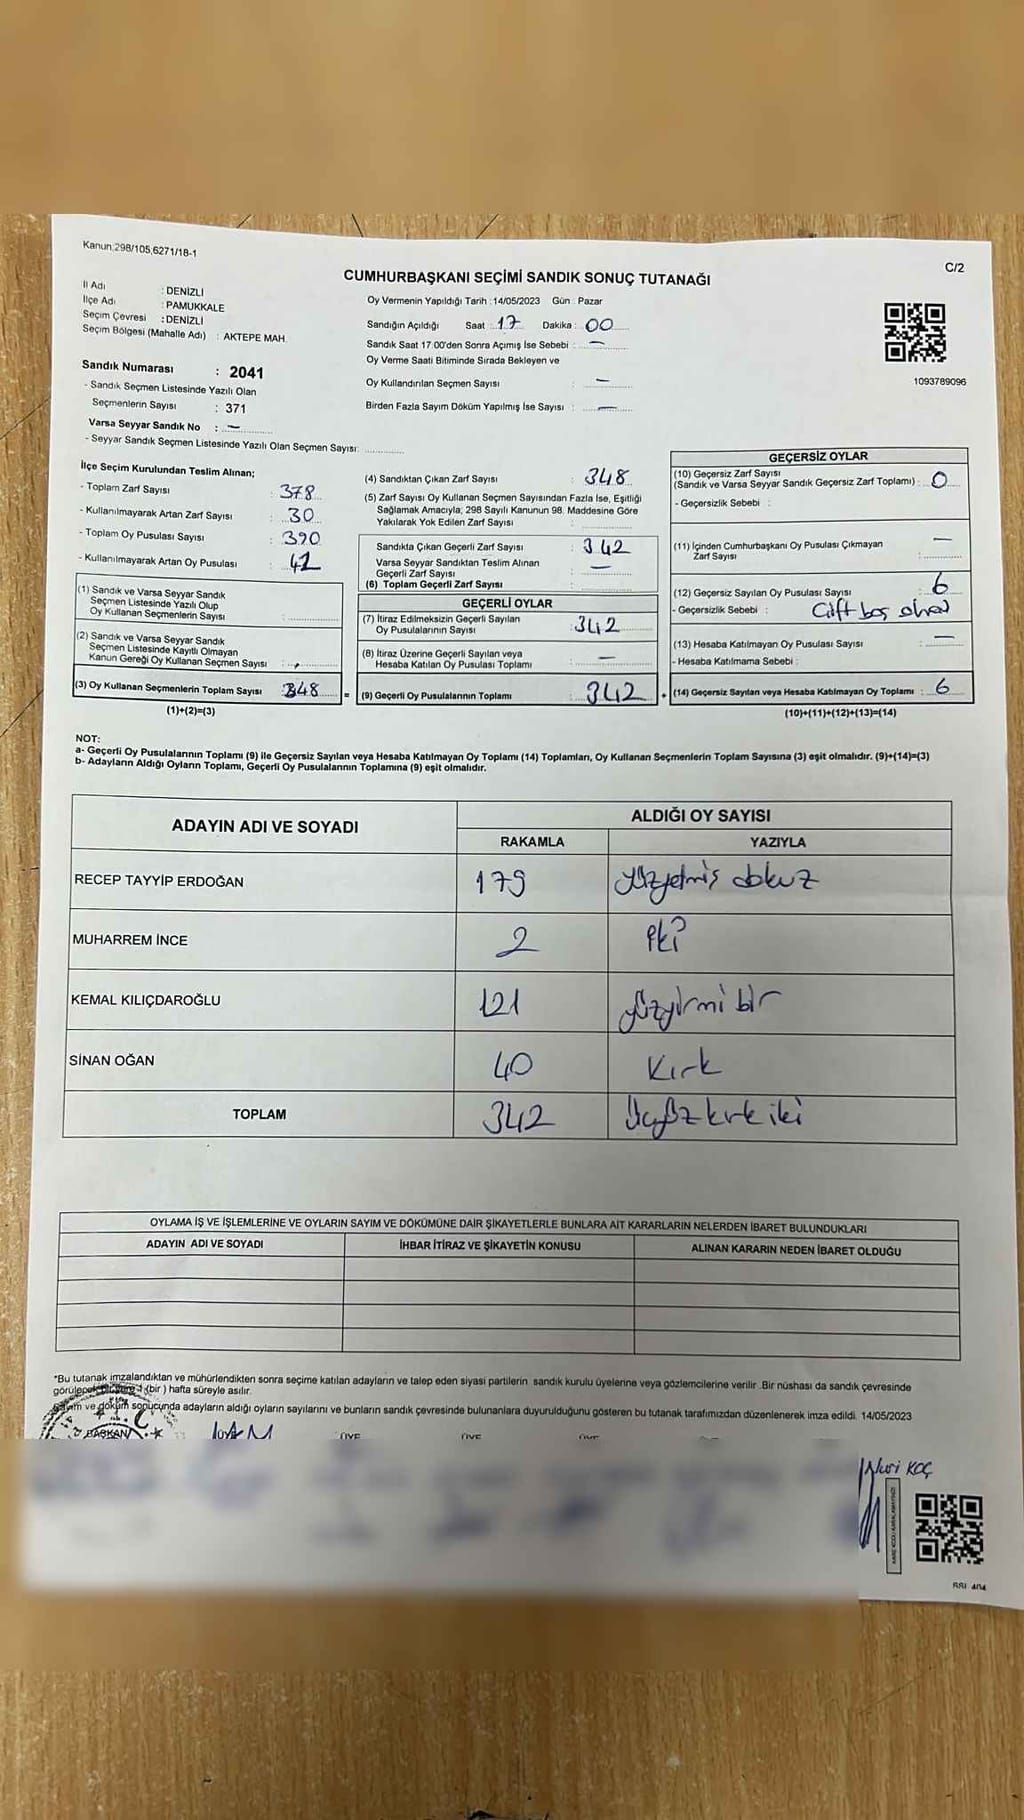 Kanun:298/105,6271/18-1
C/2
CUMHURBAŞKANI SEÇİMİ SANDIK SONUÇ TUTANAĞI
İl Adı : DENİZLİ
İlçe Adı : PAMUKKALE
Seçim Çevresi : DENİZLİ
Seçim Bölgesi (Mahalle Adı) : AKTEPE MAH.
Oy Vermenin Yapıldığı Tarih : 14/05/2023 Gün : Pazar
Sandığın Açıldığı Saat : 17 Dakika : 00
Sandık Saat 17:00'den Sonra Açımış İse Sebebi : —
Oy Verme Saati Bitiminde Sırada Bekleyen ve
Oy Kullandırılan Seçmen Sayısı : —
Birden Fazla Sayım Döküm Yapılmış İse Sayısı : —
1093789096
Sandık Numarası : 2041
- Sandık Seçmen Listesinde Yazılı Olan
Seçmenlerin Sayısı : 371
Varsa Seyyar Sandık No : —
- Seyyar Sandık Seçmen Listesinde Yazılı Olan Seçmen Sayısı:
İlçe Seçim Kurulundan Teslim Alınan;
- Toplam Zarf Sayısı : 378
- Kullanılmayarak Artan Zarf Sayısı : 30
- Toplam Oy Pusulası Sayısı : 390
- Kullanılmayarak Artan Oy Pusulası : 42
(1) Sandık ve Varsa Seyyar Sandık
Seçmen Listesinde Yazılı Olup
Oy Kullanan Seçmenlerin Sayısı :
(2) Sandık ve Varsa Seyyar Sandık
Seçmen Listesinde Kayıtlı Olmayan
Kanun Gereği Oy Kullanan Seçmen Sayısı :
(3) Oy Kullanan Seçmenlerin Toplam Sayısı : 348
(1)+(2)=(3)
(4) Sandıktan Çıkan Zarf Sayısı : 348
(5) Zarf Sayısı Oy Kullanan Seçmen Sayısından Fazla İse, Eşitliği
Sağlamak Amacıyla, 298 Sayılı Kanunun 98. Maddesine Göre
Yakılarak Yok Edilen Zarf Sayısı :
Sandıkta Çıkan Geçerli Zarf Sayısı : 342
Varsa Seyyar Sandıktan Teslim Alınan
Geçerli Zarf Sayısı : —
(6) Toplam Geçerli Zarf Sayısı :
GEÇERLİ OYLAR
(7) İtiraz Edilmeksizin Geçerli Sayılan
Oy Pusulalarının Sayısı : 342
(8) İtiraz Üzerine Geçerli Sayılan veya
Hesaba Katılan Oy Pusulası Toplamı : —
= (9) Geçerli Oy Pusulalarının Toplamı : 342 +
GEÇERSİZ OYLAR
(10) Geçersiz Zarf Sayısı
(Sandık ve Varsa Seyyar Sandık Geçersiz Zarf Toplamı) : 0
- Geçersizlik Sebebi :
(11) İçinden Cumhurbaşkanı Oy Pusulası Çıkmayan
Zarf Sayısı : —
(12) Geçersiz Sayılan Oy Pusulası Sayısı : 6
- Geçersizlik Sebebi : Çift boş
(13) Hesaba Katılmayan Oy Pusulası Sayısı : —
- Hesaba Katılmama Sebebi :
(14) Geçersiz Sayılan veya Hesaba Katılmayan Oy Toplamı : 6
(10)+(11)+(12)+(13)=(14)
NOT:
a- Geçerli Oy Pusulalarının Toplamı (9) ile Geçersiz Sayılan veya Hesaba Katılmayan Oy Toplamı (14) Toplamları, Oy Kullanan Seçmenlerin Toplam Sayısına (3) eşit olmalıdır. (9)+(14)=(3)
b- Adayların Aldığı Oyların Toplamı, Geçerli Oy Pusulalarının Toplamına (9) eşit olmalıdır.
ADAYIN ADI VE SOYADI
ALDIĞI OY SAYISI
RAKAMLA YAZIYLA
RECEP TAYYİP ERDOĞAN 179 yüzyetmiş dokuz
MUHARREM İNCE 2 iki
KEMAL KILIÇDAROĞLU 121 yüzyirmi bir
SİNAN OĞAN 40 Kırk
TOPLAM 342 Üçyüzkırk iki
OYLAMA İŞ VE İŞLEMLERİNE VE OYLARIN SAYIM VE DÖKÜMÜNE DAİR ŞİKAYETLERLE BUNLARA AİT KARARLARIN NELERDEN İBARET BULUNDUKLARI
ADAYIN ADI VE SOYADI İHBAR İTİRAZ VE ŞİKAYETİN KONUSU ALINAN KARARIN NEDEN İBARET OLDUĞU
*Bu tutanak imzalandıktan ve mühürlendikten sonra seçime katılan adayların ve talep eden siyasi partilerin sandık kurulu üyelerine veya gözlemcilerine verilir. Bir nüshası da sandık çevresinde
görülecek bir yere 1 (bir) hafta süreyle asılır.
Sayım ve döküm sonucunda adayların aldığı oyların sayılarını ve bunların sandık çevresinde bulunanlara duyurulduğunu gösteren bu tutanak tarafımızdan düzenlenerek imza edildi. 14/05/2023
BAŞKAN
ÜYE ÜYE ÜYE
Nuri KOÇ